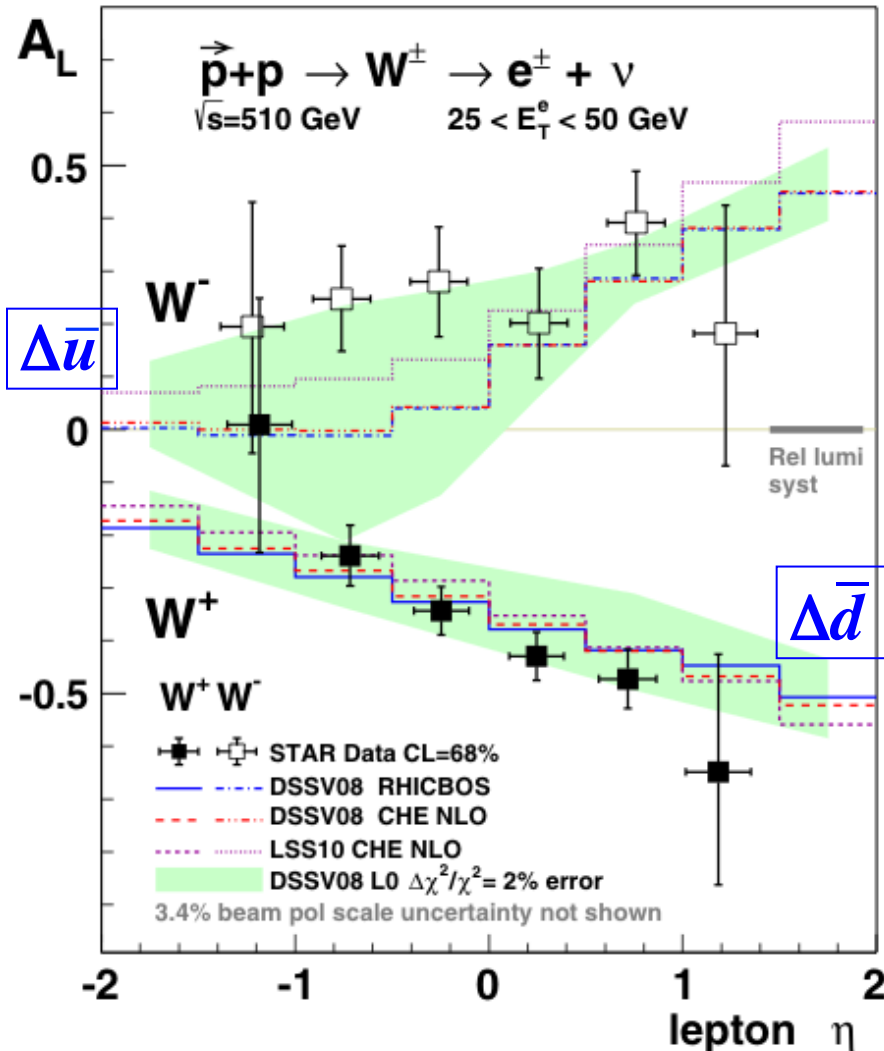 A_L
p⃗+p → W^± → e^± + ν
√s=510 GeV 25 < E_T^e < 50 GeV
0.5
W^-
Δū
0
Rel lumi
syst
W^+
Δd̄
-0.5
W^+ W^-
STAR Data CL=68%
DSSV08 RHICBOS
DSSV08 CHE NLO
LSS10 CHE NLO
DSSV08 L0 Δχ²/χ²= 2% error
3.4% beam pol scale uncertainty not shown
-2 -1 0 1 2
lepton η